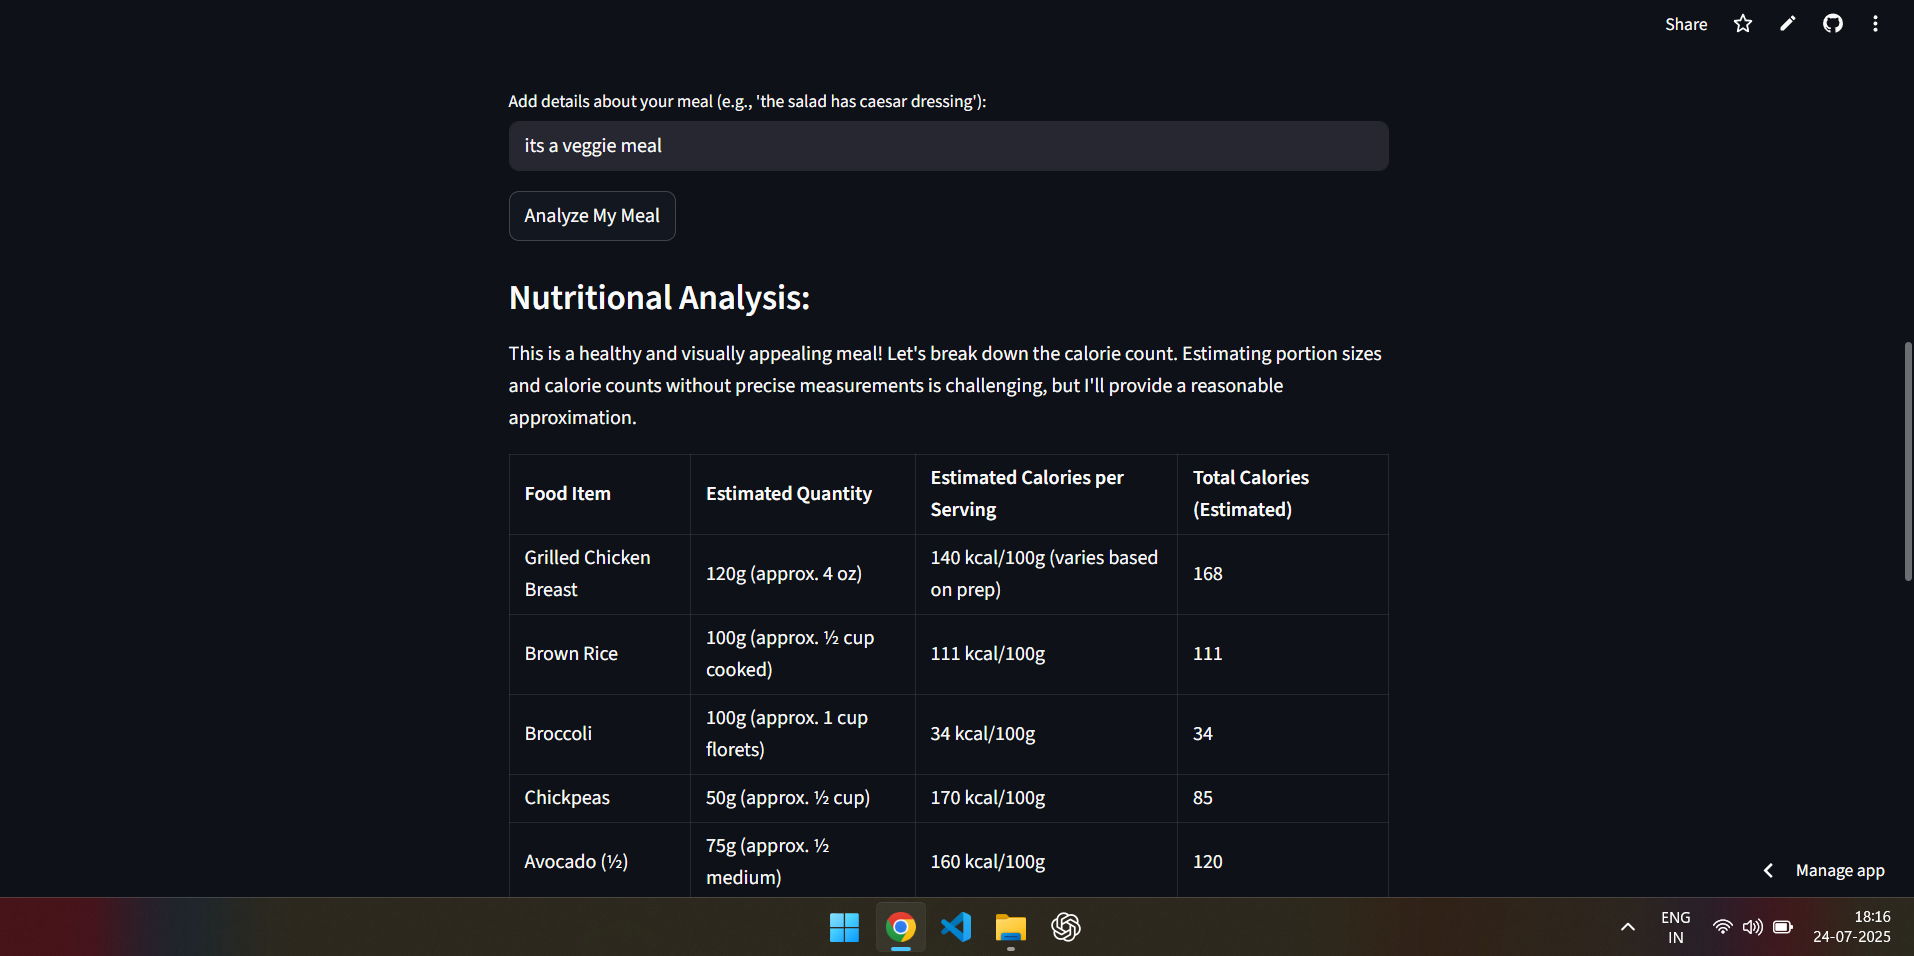 Share
Add details about your meal (e.g., 'the salad has caesar dressing'):
its a veggie meal
Analyze My Meal
Nutritional Analysis:
This is a healthy and visually appealing meal! Let's break down the calorie count. Estimating portion sizes
and calorie counts without precise measurements is challenging, but I'll provide a reasonable
approximation.
Food Item
Estimated Quantity
Estimated Calories per
Serving
Total Calories
(Estimated)
Grilled Chicken
Breast
120g (approx. 4 oz)
140 kcal/100g (varies based
on prep)
168
Brown Rice
100g (approx. ½ cup
cooked)
111 kcal/100g
111
Broccoli
100g (approx. 1 cup
florets)
34 kcal/100g
34
Chickpeas
50g (approx. ½ cup)
170 kcal/100g
85
Avocado (½)
75g (approx. ½
medium)
160 kcal/100g
120
Manage app
ENG
IN
18:16
24-07-2025